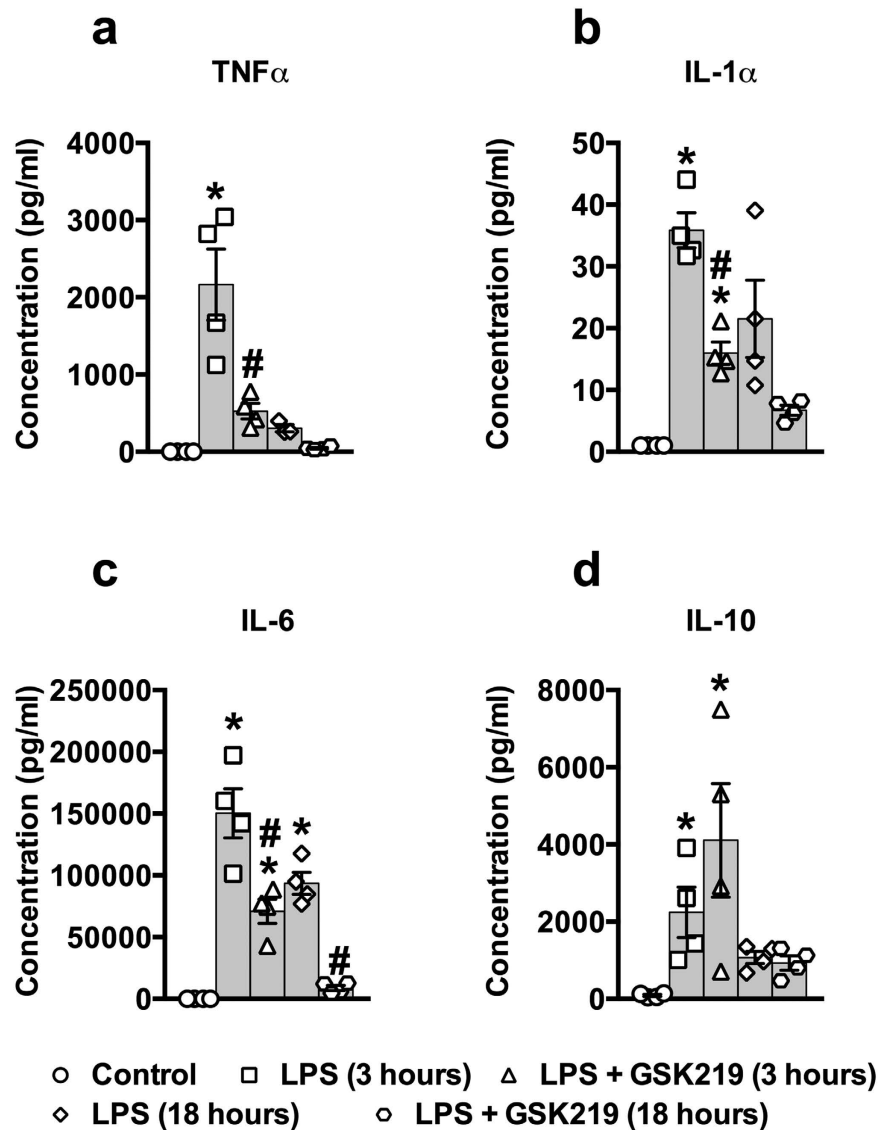 a
TNFα
Concentration (pg/ml)
4000
3000
2000
1000
0
*
#
b
IL-1α
Concentration (pg/ml)
50
40
30
20
10
0
*
#
*
c
IL-6
Concentration (pg/ml)
250000
200000
150000
100000
50000
0
*
#
*
*
#
d
IL-10
Concentration (pg/ml)
8000
6000
4000
2000
0
*
*
Control LPS (3 hours) LPS + GSK219 (3 hours)
LPS (18 hours) LPS + GSK219 (18 hours)